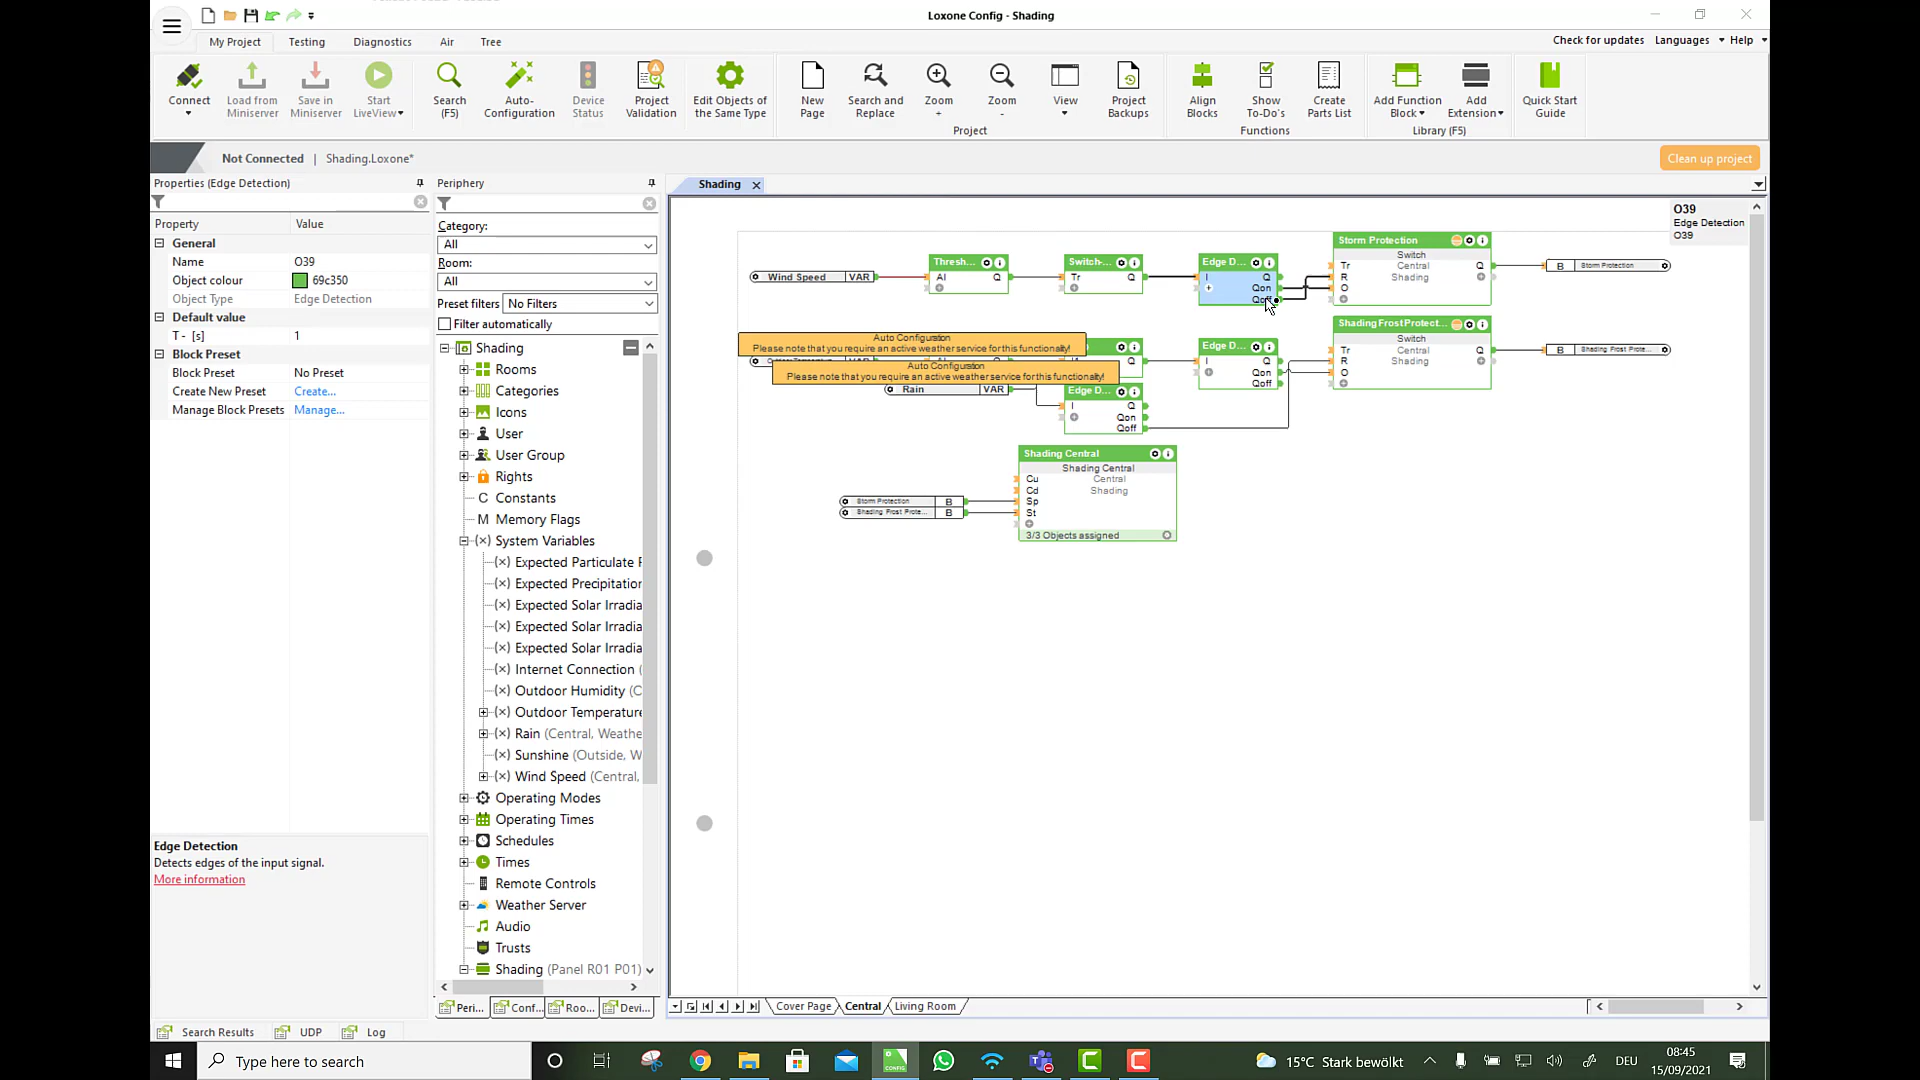 Loxone Config - Shading
My Project
Testing
Diagnostics
Air
Tree
Check for updates
Languages
Help
Connect
Load from
Miniserver
Save in
Miniserver
Start
LiveView
Search
(F5)
Auto-
Configuration
Device
Status
Project
Validation
Edit Objects of
the Same Type
New
Page
Search and
Replace
Zoom
+
Zoom
-
View
Project
Backups
Align
Blocks
Show
To-Do's
Create
Parts List
Add Function
Block
Add
Extension
Quick Start
Guide
Project
Functions
Library (F5)
Not Connected
Shading.Loxone*
Clean up project
Properties (Edge Detection)
Property Value
General
Name O39
Object colour 69c350
Object Type Edge Detection
Default value
T - [s] 1
Block Preset
Block Preset No Preset
Create New Preset Create...
Manage Block Presets Manage...
Edge Detection
Detects edges of the input signal.
More information
Periphery
Category:
All
Room:
All
Preset filters No Filters
Filter automatically
Shading
Rooms
Categories
Icons
User
User Group
Rights
C Constants
M Memory Flags
(x) System Variables
(x) Expected Particulate
(x) Expected Precipitation
(x) Expected Solar Irradia
(x) Expected Solar Irradia
(x) Expected Solar Irradia
(x) Internet Connection (
(x) Outdoor Humidity (C
(x) Outdoor Temperature
(x) Rain (Central, Weathe
(x) Sunshine (Outside, W
(x) Wind Speed (Central,
Operating Modes
Operating Times
Schedules
Times
Remote Controls
Weather Server
Audio
Trusts
Shading (Panel R01 P01)
Peri...
Conf...
Roo...
Devi...
Shading
O39
Edge Detection
O39
Wind Speed VAR
Thresh...
AI Q
Switch-...
Tr Q
Edge D...
I Q
Qon
Storm Protection
Switch
Tr Central Q
R Shading
O
Storm Protection
B
Auto Configuration
Please note that you require an active weather service for this functionality!
Auto Configuration
Please note that you require an active weather service for this functionality!
Rain VAR
Q
Edge D...
I Q
Qon
Qoff
Edge D...
I Q
Qon
Qoff
Shading Frost Protect...
Switch
Tr Central Q
R Shading
O
B Shading Frost Prote...
Shading Central
Shading Central
Cu Central
Cd Shading
Sp
St
3/3 Objects assigned
Storm Protection B
Shading Frost Prote... B
Cover Page
Central
Living Room
Search Results
UDP
Log
Type here to search
CONFIG
15°C Stark bewölkt
DEU
08:45
15/09/2021